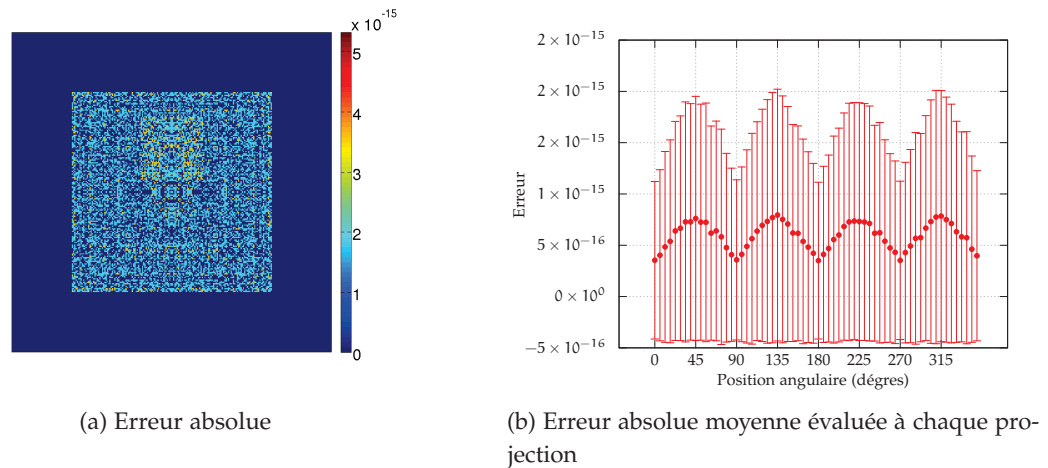 x 10⁻¹⁵
5
4
3
2
1
0
2 × 10⁻¹⁵
2 × 10⁻¹⁵
2 × 10⁻¹⁵
1 × 10⁻¹⁵
5 × 10⁻¹⁶
0 × 10⁰
−5 × 10⁻¹⁶
Erreur
0 45 90 135 180 225 270 315
Position angulaire (dégres)
(a) Erreur absolue
(b) Erreur absolue moyenne évaluée à chaque pro-
jection